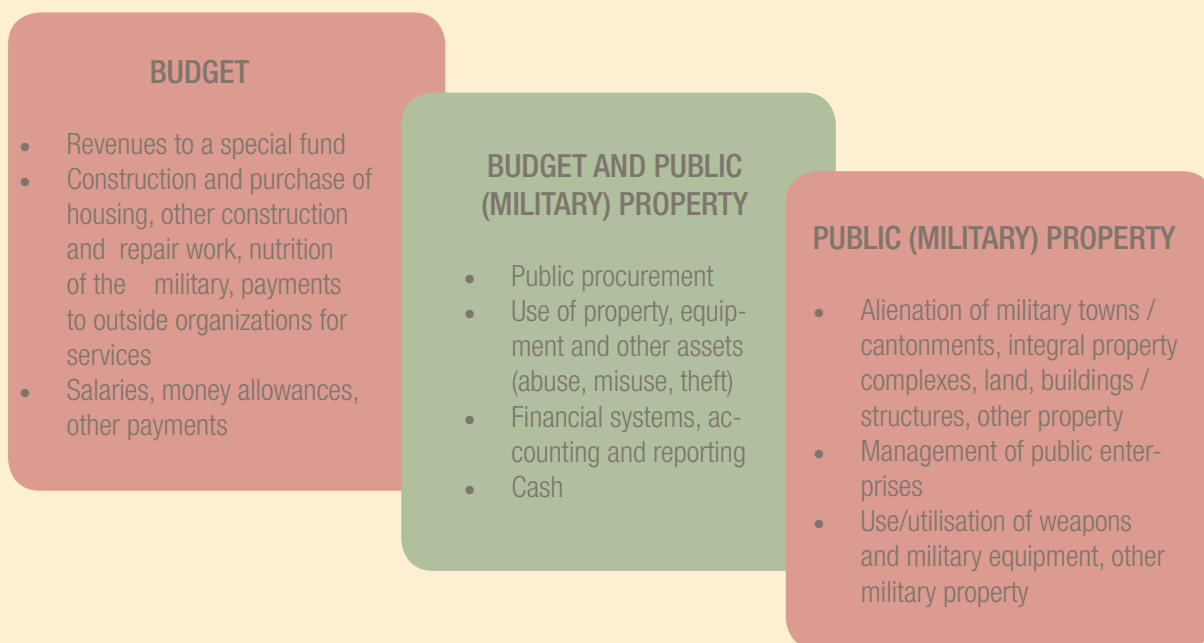 BUDGET
• Revenues to a special fund
• Construction and purchase of
housing, other construction
and repair work, nutrition
of the military, payments
to outside organizations for
services
• Salaries, money allowances,
other payments
BUDGET AND PUBLIC
(MILITARY) PROPERTY
• Public procurement
• Use of property, equip-
ment and other assets
(abuse, misuse, theft)
• Financial systems, ac-
counting and reporting
• Cash
PUBLIC (MILITARY) PROPERTY
• Alienation of military towns /
cantonments, integral property
complexes, land, buildings /
structures, other property
• Management of public enter-
prises
• Use/utilisation of weapons
and military equipment, other
military property